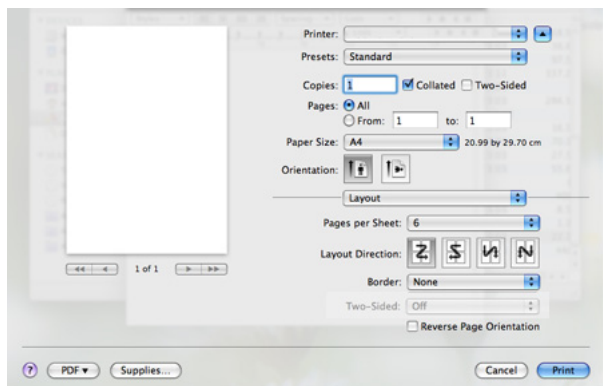 Printer:
Presets: Standard
Copies: 1 Collated Two-Sided
Pages: All
From: 1 to: 1
Paper Size: A4 20.99 by 29.70 cm
Orientation:
Layout
Pages per Sheet: 6
Layout Direction:
Border: None
Two-Sided: Off
Reverse Page Orientation
1 of 1
? PDF▼ Supplies... Cancel Print